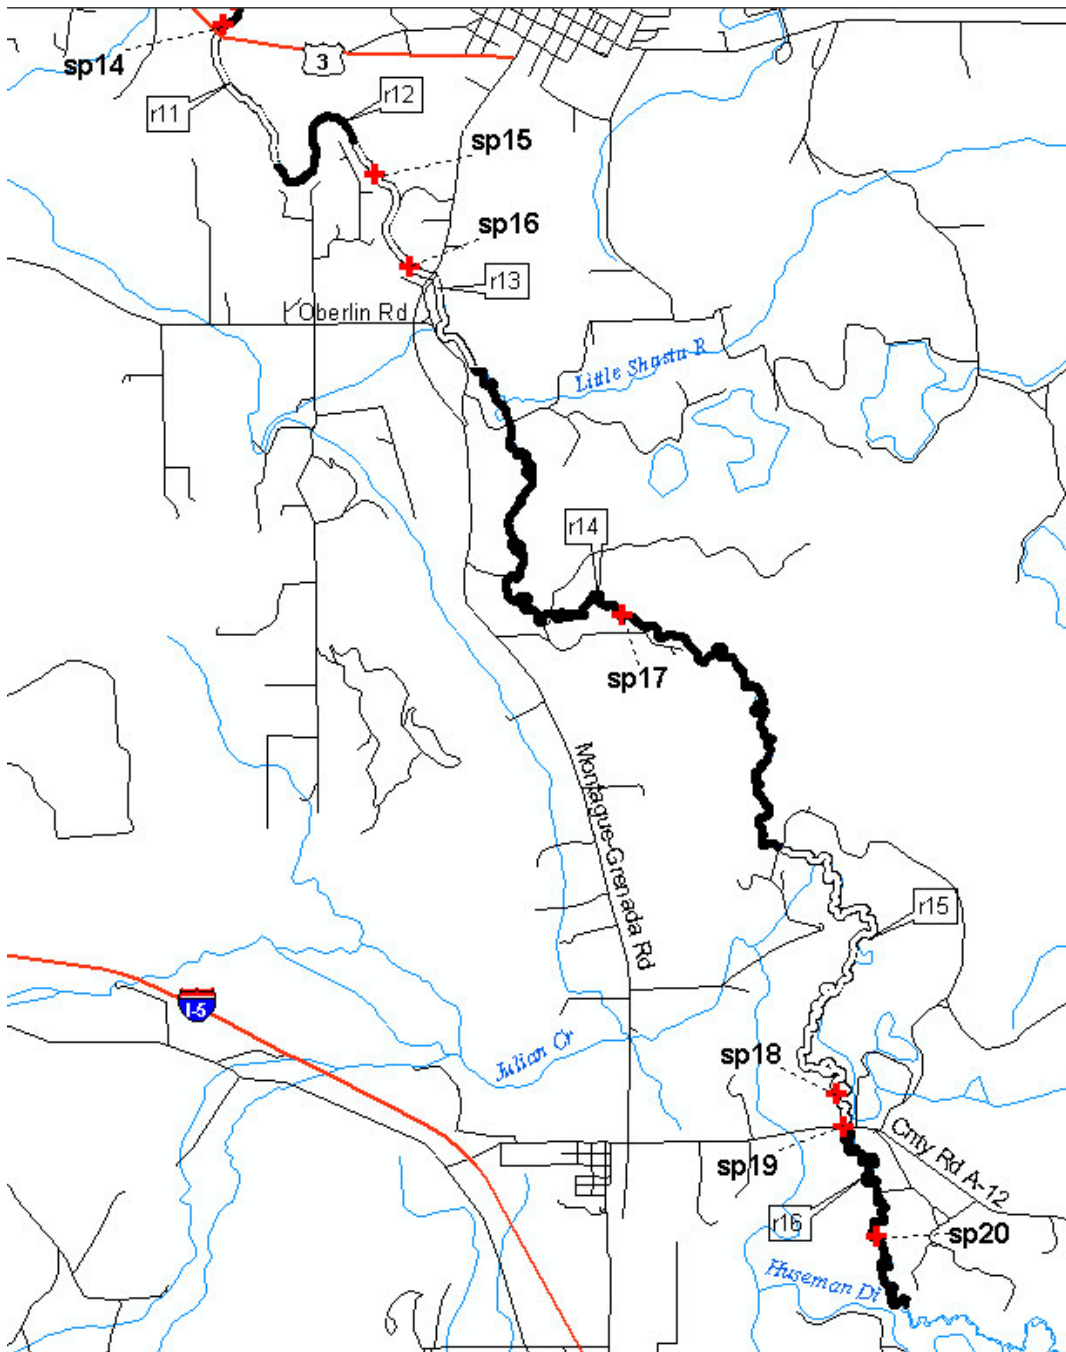 sp14
3
r11
r12
sp15
sp16
r13
Oberlin Rd
Little Shasta R
r14
sp17
Montague-Grenada Rd
r15
I-5
Julian Cr
sp18
Cnty Rd A-12
sp19
r16
sp20
Huseman Di